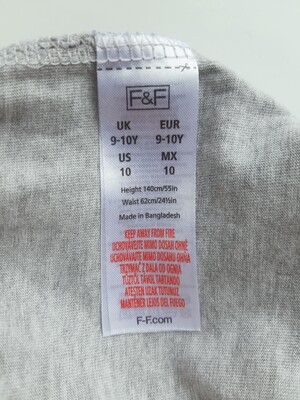 F&F
UK EUR
9-10Y 9-10Y
US MX
10 10
Height 140cm/55in
Waist 62cm/24½in
Made in Bangladesh
KEEP AWAY FROM FIRE
UCHOVÁVEJTE MIMO DOSAH OHNĚ
UCHOVÁVAJTE MIMO DOSAHU OHŇA
TRZYMAĆ Z DALA OD OGNIA
TŰZTŐL TÁVOL TARTANDÓ
ATEŞTEN UZAK TUTUNUZ
MANTENER LEJOS DEL FUEGO
F-F.com